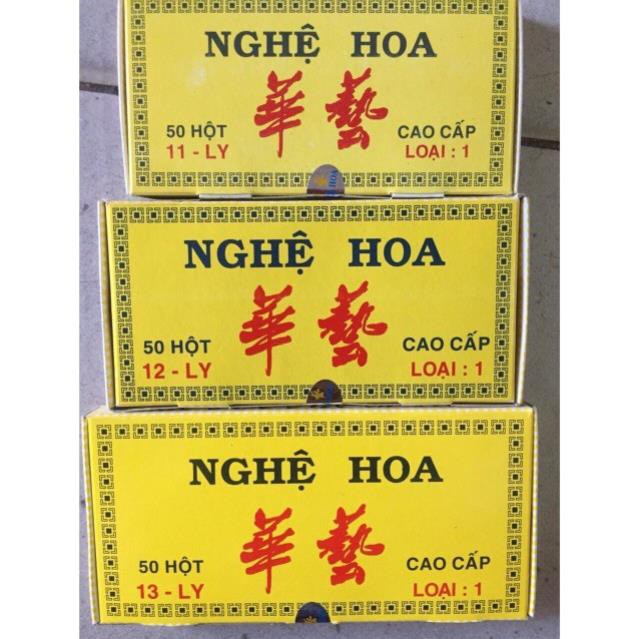 NGHỆ HOA
50 HỘT 華藝 CAO CẤP
11 - LY LOẠI : 1
NGHỆ HOA
50 HỘT 華藝 CAO CẤP
12 - LY LOẠI : 1
NGHỆ HOA
50 HỘT 華藝 CAO CẤP
13 - LY LOẠI : 1